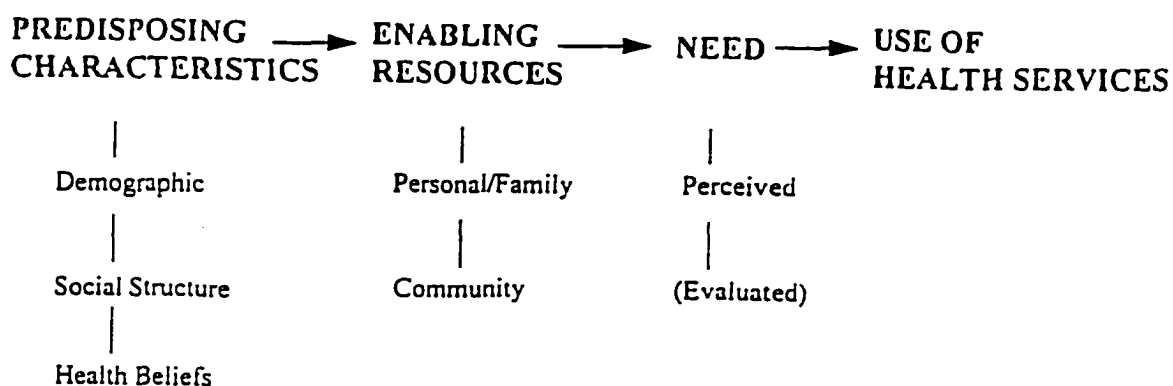 PREDISPOSING
CHARACTERISTICS
ENABLING
RESOURCES
NEED
USE OF
HEALTH SERVICES
Demographic
Social Structure
Health Beliefs
Personal/Family
Community
Perceived
(Evaluated)